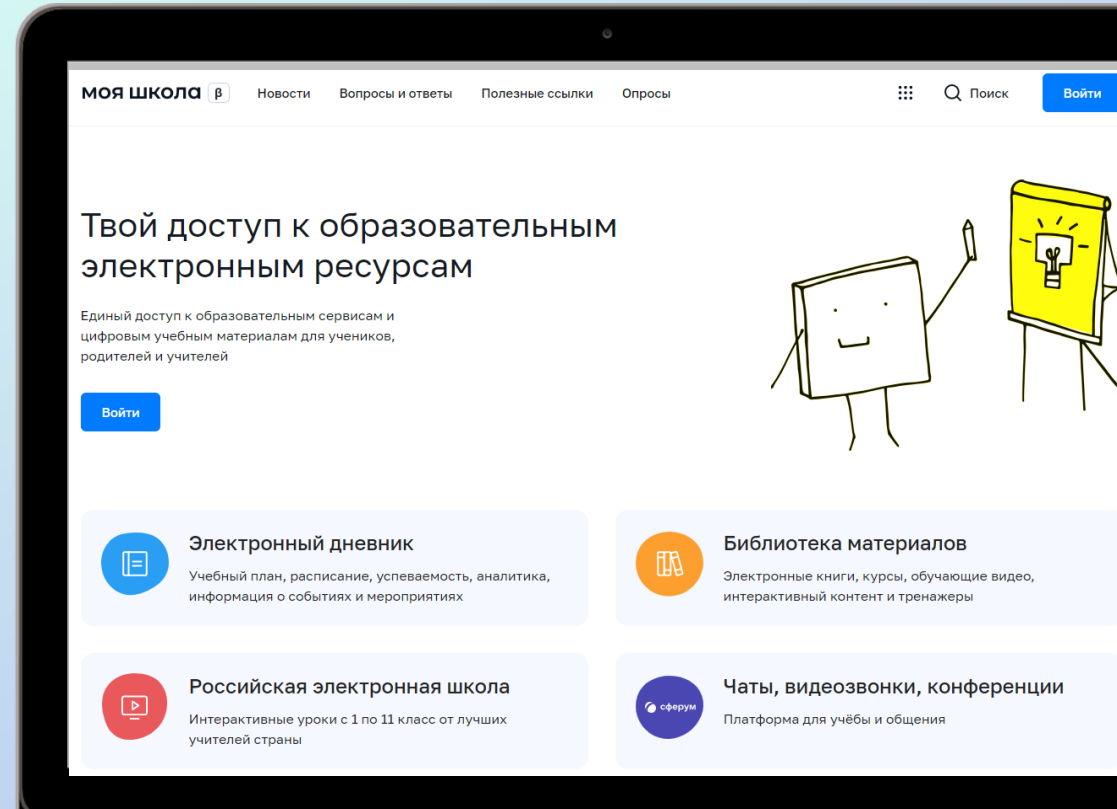 моя школа β
Новости
Вопросы и ответы
Полезные ссылки
Опросы
Поиск
Войти
Твой доступ к образовательным
электронным ресурсам
Единый доступ к образовательным сервисам и
цифровым учебным материалам для учеников,
родителей и учителей
Войти
Электронный дневник
Учебный план, расписание, успеваемость, аналитика,
информация о событиях и мероприятиях
Библиотека материалов
Электронные книги, курсы, обучающие видео,
интерактивный контент и тренажеры
Российская электронная школа
Интерактивные уроки с 1 по 11 класс от лучших
учителей страны
сферум
Чаты, видеозвонки, конференции
Платформа для учёбы и общения